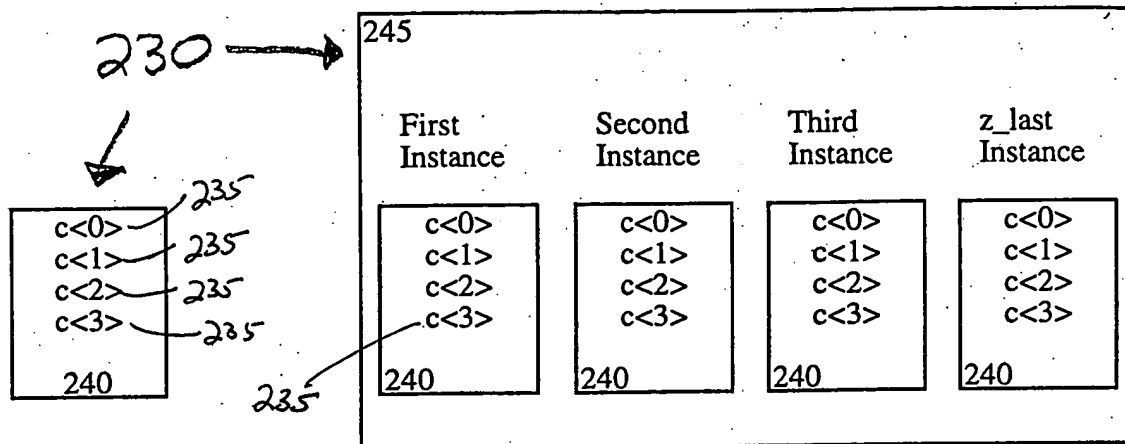 230
245
First Instance
Second Instance
Third Instance
z_last Instance
c<0> 235
c<1> 235
c<2> 235
c<3> 235
240
c<0>
c<1>
c<2>
c<3>
235
240
c<0>
c<1>
c<2>
c<3>
240
c<0>
c<1>
c<2>
c<3>
240
c<0>
c<1>
c<2>
c<3>
240